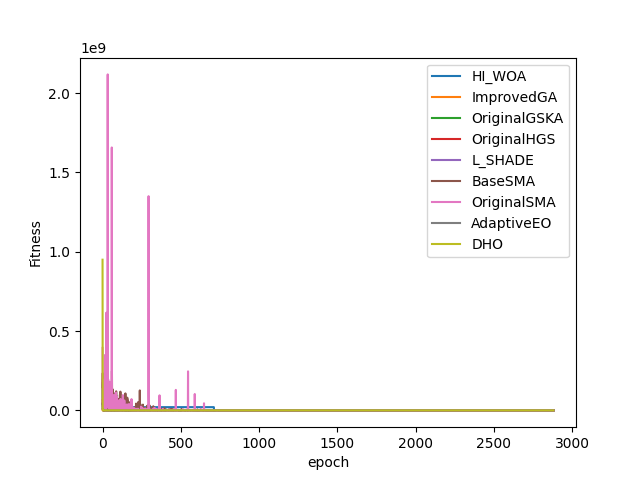 1e9
2.0
1.5
1.0
0.5
0.0
Fitness
0
500
1000
1500
2000
2500
3000
epoch
HI_WOA
ImprovedGA
OriginalGSKA
OriginalHGS
L_SHADE
BaseSMA
OriginalSMA
AdaptiveEO
DHO